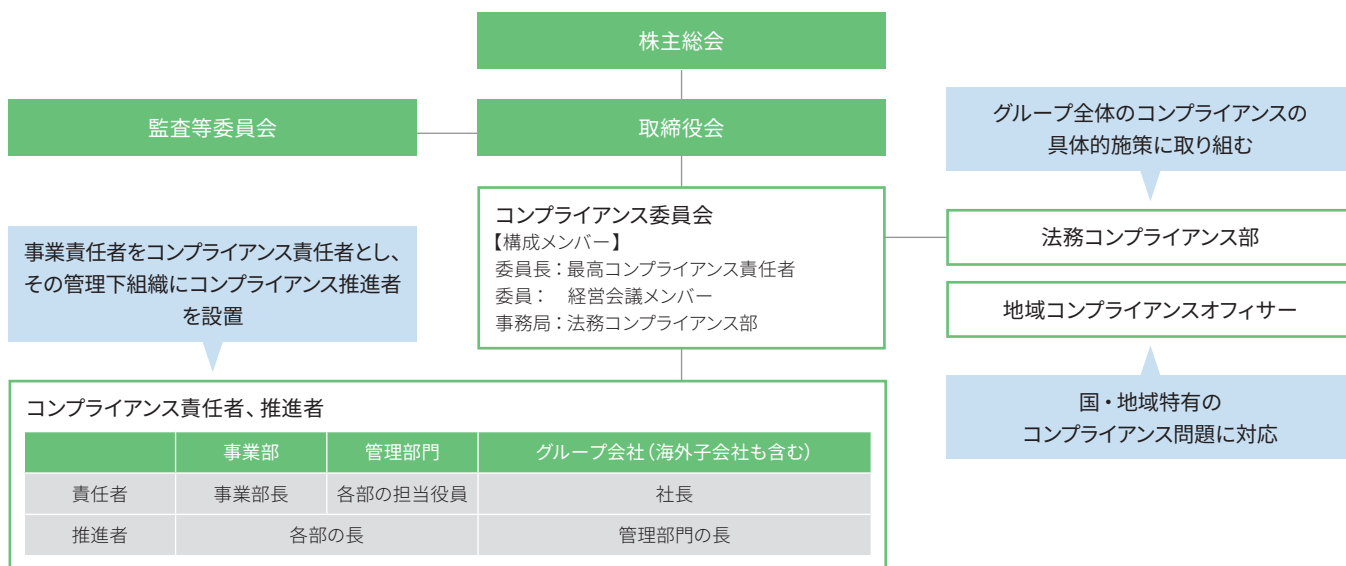 株主総会
監査等委員会
取締役会
グループ全体のコンプライアンスの
具体的施策に取り組む
コンプライアンス委員会
【構成メンバー】
委員長：最高コンプライアンス責任者
委員：　経営会議メンバー
事務局：法務コンプライアンス部
法務コンプライアンス部
地域コンプライアンスオフィサー
国・地域特有の
コンプライアンス問題に対応
事業責任者をコンプライアンス責任者とし、
その管理下組織にコンプライアンス推進者
を設置
コンプライアンス責任者、推進者
事業部 管理部門 グループ会社（海外子会社も含む）
責任者 事業部長 各部の担当役員 社長
推進者 各部の長 管理部門の長